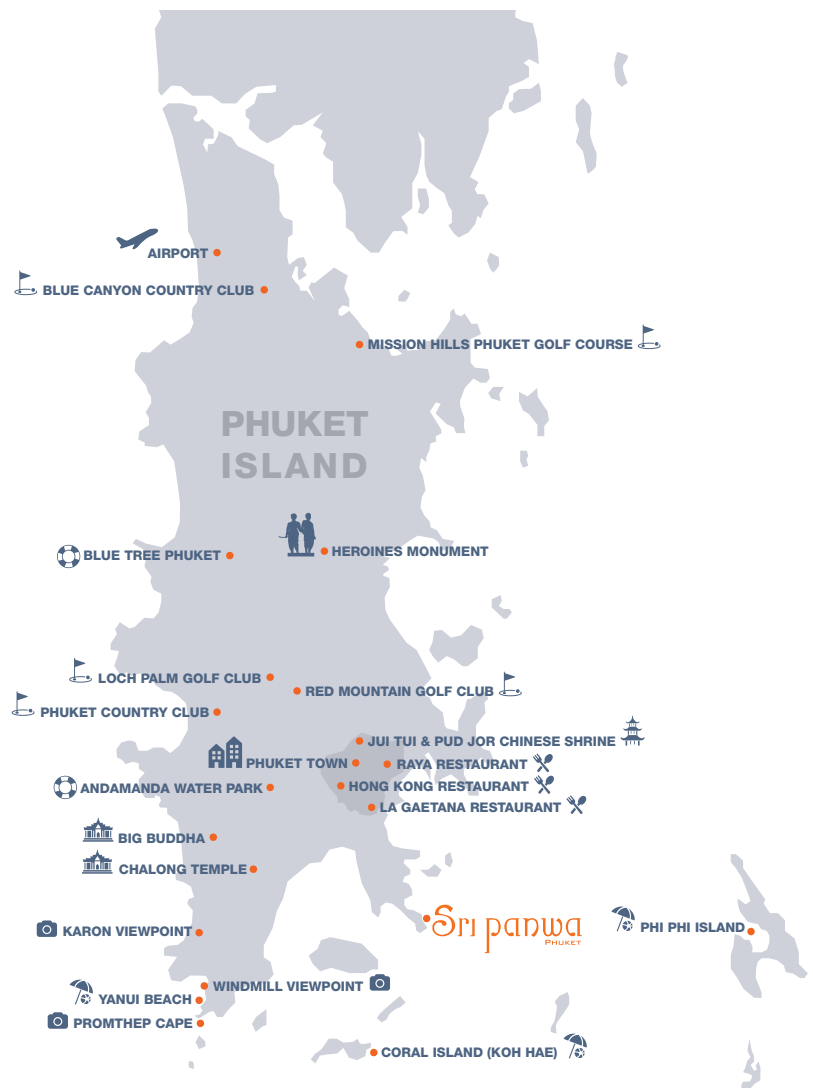 AIRPORT
BLUE CANYON COUNTRY CLUB
MISSION HILLS PHUKET GOLF COURSE
PHUKET
ISLAND
HEROINES MONUMENT
BLUE TREE PHUKET
LOCH PALM GOLF CLUB
RED MOUNTAIN GOLF CLUB
PHUKET COUNTRY CLUB
JUI TUI & PUD JOR CHINESE SHRINE
PHUKET TOWN
RAYA RESTAURANT
ANDAMANDA WATER PARK
HONG KONG RESTAURANT
LA GAETANA RESTAURANT
BIG BUDDHA
CHALONG TEMPLE
Sri panwa
PHUKET
PHI PHI ISLAND
KARON VIEWPOINT
WINDMILL VIEWPOINT
YANUI BEACH
PROMTHEP CAPE
CORAL ISLAND (KOH HAE)